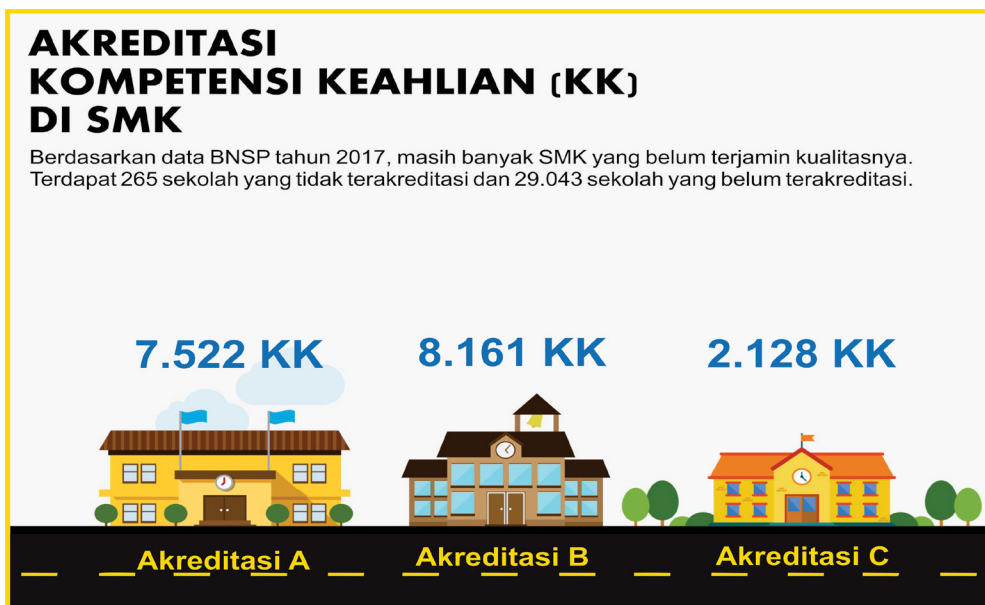 AKREDITASI
KOMPETENSI KEAHLIAN (KK)
DI SMK
Berdasarkan data BNSP tahun 2017, masih banyak SMK yang belum terjamin kualitasnya.
Terdapat 265 sekolah yang tidak terakreditasi dan 29.043 sekolah yang belum terakreditasi.
7.522 KK
8.161 KK
2.128 KK
Akreditasi A
Akreditasi B
Akreditasi C